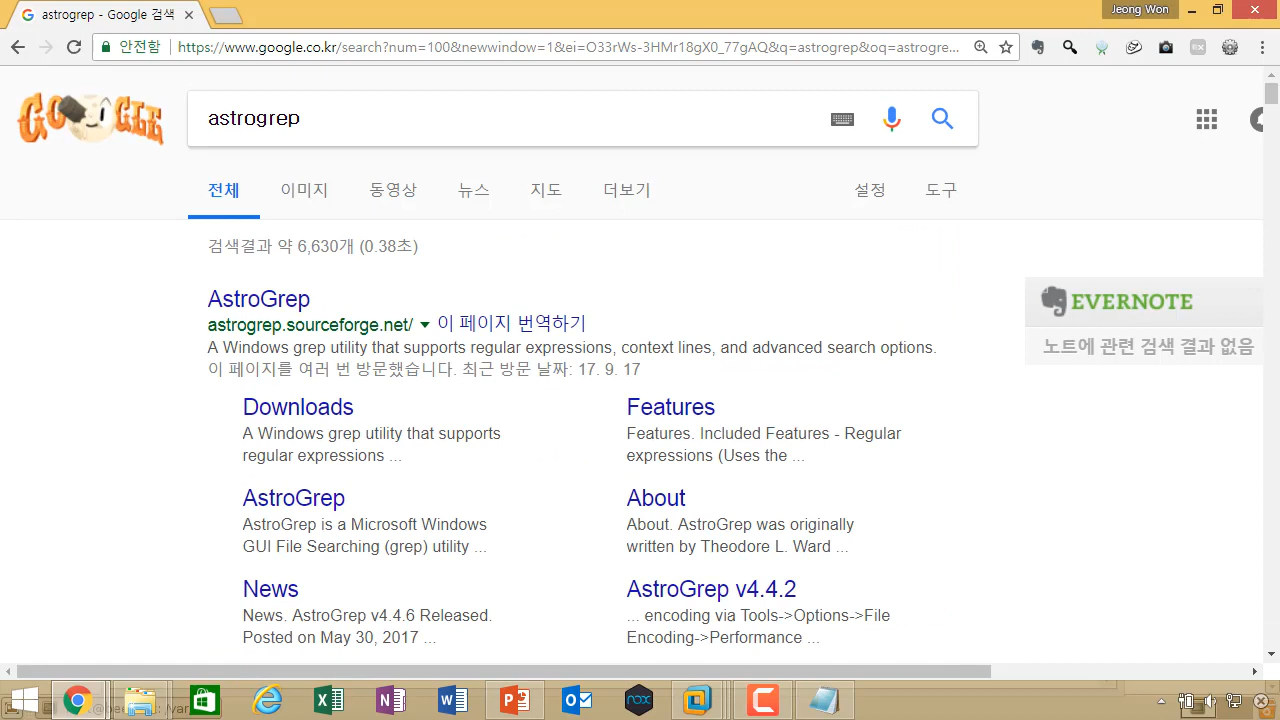 astrogrep - Google 검색
Jeong Won
안전함
https://www.google.co.kr/search?num=100&newwindow=1&ei=O33rWs-3HMr18gX0_77gAQ&q=astrogrep&oq=astrogre...
GOOGLE
astrogrep
전체 이미지 동영상 뉴스 지도 더보기 설정 도구
검색결과 약 6,630개 (0.38초)
AstroGrep
astrogrep.sourceforge.net/ 이 페이지 번역하기
A Windows grep utility that supports regular expressions, context lines, and advanced search options.
이 페이지를 여러 번 방문했습니다. 최근 방문 날짜: 17. 9. 17
EVERNOTE
노트에 관련 검색 결과 없음
Downloads
A Windows grep utility that supports
regular expressions ...
Features
Features. Included Features - Regular
expressions (Uses the ...
AstroGrep
AstroGrep is a Microsoft Windows
GUI File Searching (grep) utility ...
About
About. AstroGrep was originally
written by Theodore L. Ward ...
News
News. AstroGrep v4.4.6 Released.
Posted on May 30, 2017 ...
AstroGrep v4.4.2
... encoding via Tools->Options->File
Encoding->Performance ...
nox